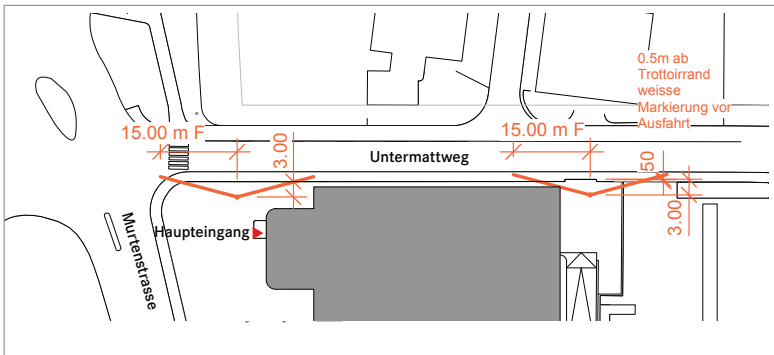 0.5m ab
Trottoirrand
weisse
Markierung vor
Ausfahrt
15.00 m F
3.00
15.00 m F
Untermattweg
50
3.00
Haupteingang
Murtenstrasse